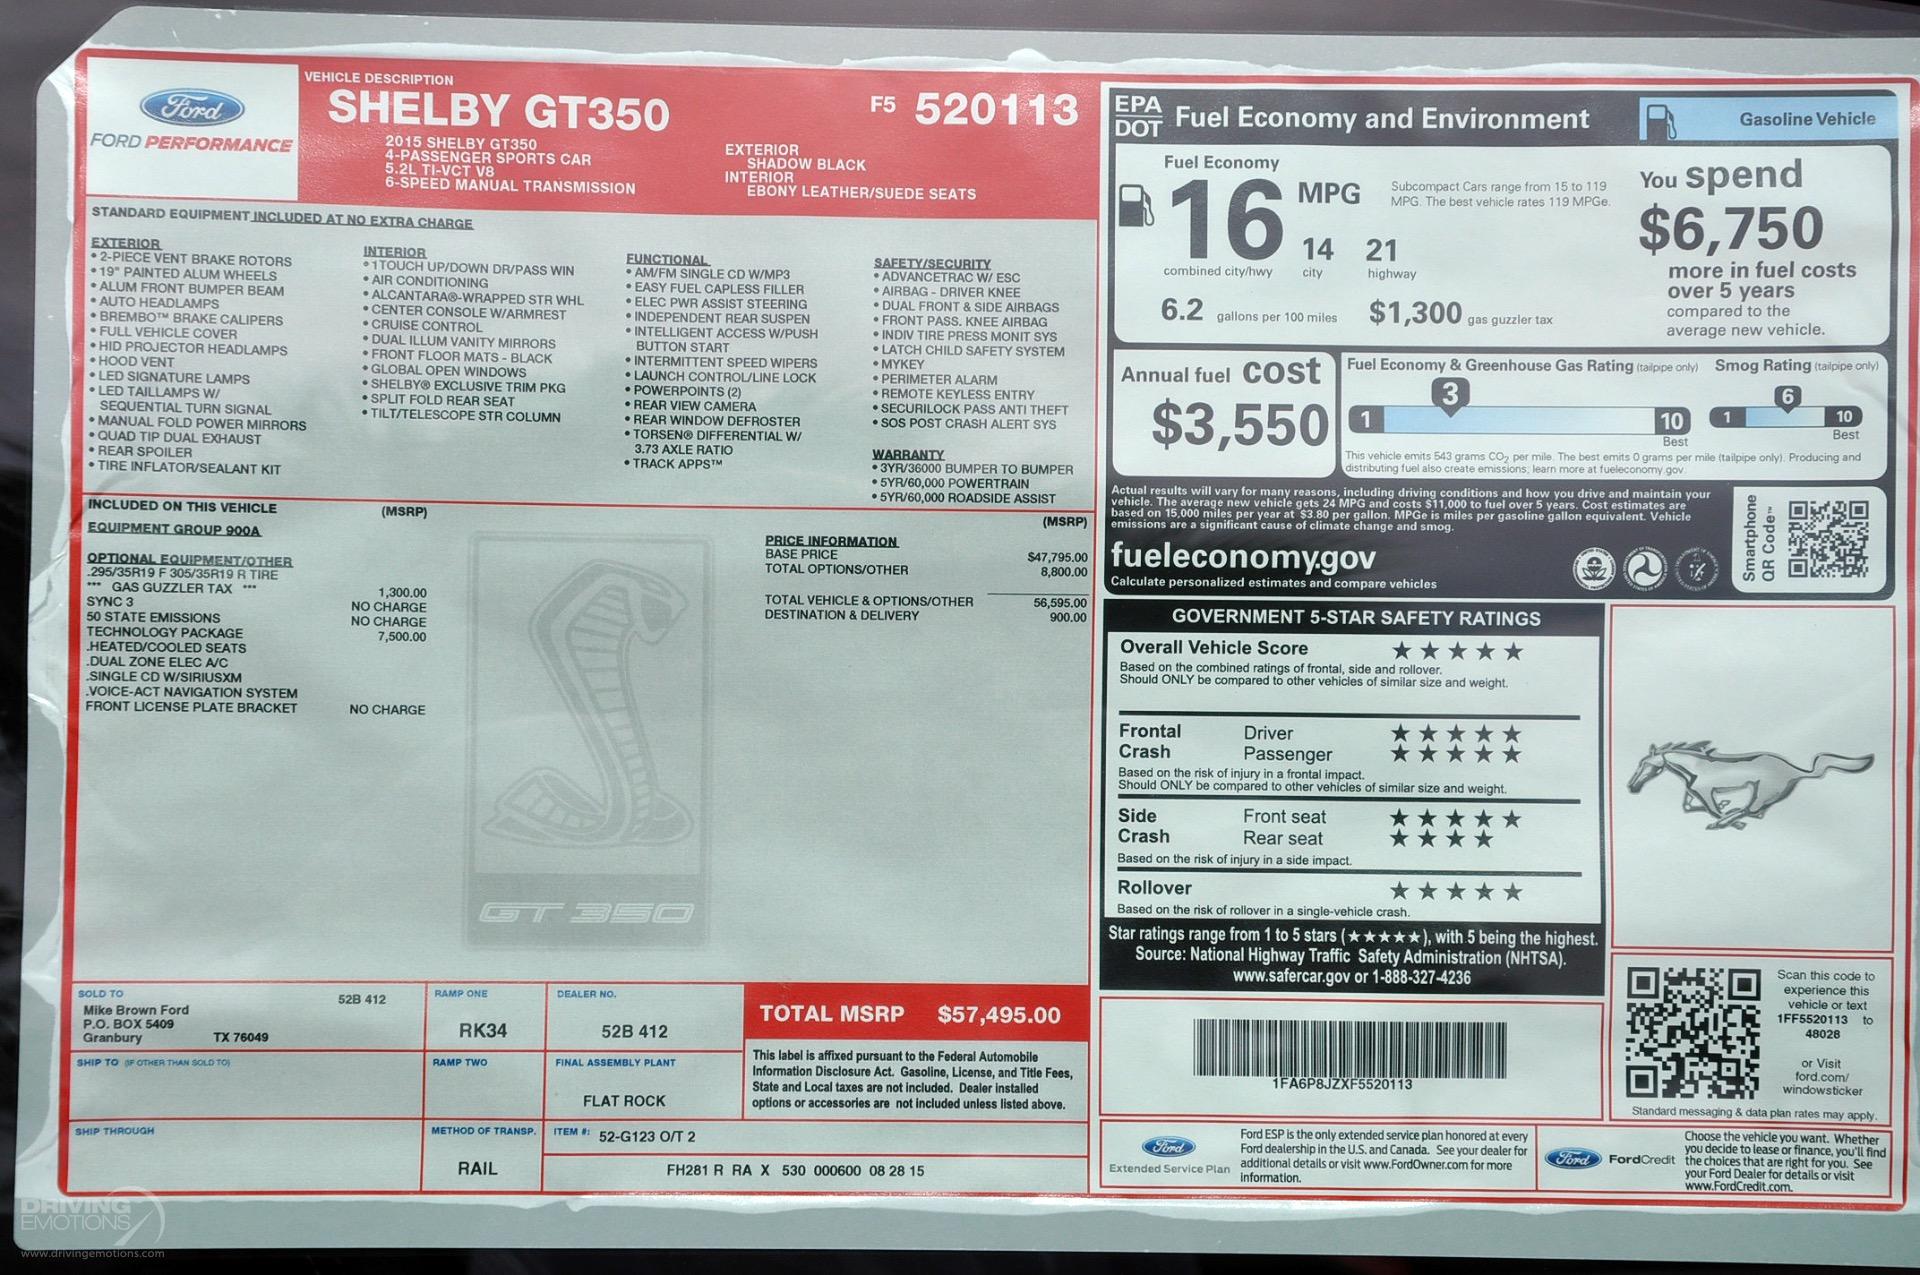 Ford
FORD PERFORMANCE
VEHICLE DESCRIPTION
SHELBY GT350
2015 SHELBY GT350
4-PASSENGER SPORTS CAR
5.2L TI-VCT V8
6-SPEED MANUAL TRANSMISSION
F5 520113
EXTERIOR
SHADOW BLACK
INTERIOR
EBONY LEATHER/SUEDE SEATS
STANDARD EQUIPMENT INCLUDED AT NO EXTRA CHARGE
EXTERIOR
• 2-PIECE VENT BRAKE ROTORS
• 19" PAINTED ALUM WHEELS
• ALUM FRONT BUMPER BEAM
• AUTO HEADLAMPS
• BREMBO™ BRAKE CALIPERS
• FULL VEHICLE COVER
• HID PROJECTOR HEADLAMPS
• HOOD VENT
• LED SIGNATURE LAMPS
• LED TAILLAMPS W/
SEQUENTIAL TURN SIGNAL
• MANUAL FOLD POWER MIRRORS
• QUAD TIP DUAL EXHAUST
• REAR SPOILER
• TIRE INFLATOR/SEALANT KIT
INTERIOR
• 1TOUCH UP/DOWN DR/PASS WIN
• AIR CONDITIONING
• ALCANTARA®-WRAPPED STR WHL
• CENTER CONSOLE W/ARMREST
• CRUISE CONTROL
• DUAL ILLUM VANITY MIRRORS
• FRONT FLOOR MATS - BLACK
• GLOBAL OPEN WINDOWS
• SHELBY® EXCLUSIVE TRIM PKG
• SPLIT FOLD REAR SEAT
• TILT/TELESCOPE STR COLUMN
FUNCTIONAL
• AM/FM SINGLE CD W/MP3
• EASY FUEL CAPLESS FILLER
• ELEC PWR ASSIST STEERING
• INDEPENDENT REAR SUSPEN
• INTELLIGENT ACCESS W/PUSH
BUTTON START
• INTERMITTENT SPEED WIPERS
• LAUNCH CONTROL/LINE LOCK
• POWERPOINTS (2)
• REAR VIEW CAMERA
• REAR WINDOW DEFROSTER
• TORSEN® DIFFERENTIAL W/
3.73 AXLE RATIO
• TRACK APPS™
SAFETY/SECURITY
• ADVANCETRAC W/ ESC
• AIRBAG - DRIVER KNEE
• DUAL FRONT & SIDE AIRBAGS
• FRONT PASS. KNEE AIRBAG
• INDIV TIRE PRESS MONIT SYS
• LATCH CHILD SAFETY SYSTEM
• MYKEY
• PERIMETER ALARM
• REMOTE KEYLESS ENTRY
• SECURILOCK PASS ANTI THEFT
• SOS POST CRASH ALERT SYS
WARRANTY
• 3YR/36000 BUMPER TO BUMPER
• 5YR/60,000 POWERTRAIN
• 5YR/60,000 ROADSIDE ASSIST
INCLUDED ON THIS VEHICLE (MSRP)
EQUIPMENT GROUP 900A
OPTIONAL EQUIPMENT/OTHER
.295/35R19 F 305/35R19 R TIRE
*** GAS GUZZLER TAX *** 1,300.00
SYNC 3 NO CHARGE
50 STATE EMISSIONS NO CHARGE
TECHNOLOGY PACKAGE 7,500.00
.HEATED/COOLED SEATS
.DUAL ZONE ELEC A/C
.SINGLE CD W/SIRIUSXM
.VOICE-ACT NAVIGATION SYSTEM
FRONT LICENSE PLATE BRACKET NO CHARGE
GT 350
(MSRP)
PRICE INFORMATION
BASE PRICE $47,795.00
TOTAL OPTIONS/OTHER 8,800.00
TOTAL VEHICLE & OPTIONS/OTHER 56,595.00
DESTINATION & DELIVERY 900.00
SOLD TO
52B 412
Mike Brown Ford
P.O. BOX 5409
Granbury TX 76049
SHIP TO (IF OTHER THAN SOLD TO)
SHIP THROUGH
RAMP ONE
RK34
RAMP TWO
METHOD OF TRANSP.
RAIL
DEALER NO.
52B 412
FINAL ASSEMBLY PLANT
FLAT ROCK
ITEM #: 52-G123 O/T 2
FH281 R RA X 530 000600 08 28 15
TOTAL MSRP $57,495.00
This label is affixed pursuant to the Federal Automobile
Information Disclosure Act. Gasoline, License, and Title Fees,
State and Local taxes are not included. Dealer installed
options or accessories are not included unless listed above.
EPA
DOT
Fuel Economy and Environment
Gasoline Vehicle
Fuel Economy
16 MPG
combined city/hwy
14
city
21
highway
Subcompact Cars range from 15 to 119
MPG. The best vehicle rates 119 MPGe.
6.2 gallons per 100 miles
$1,300 gas guzzler tax
You spend
$6,750
more in fuel costs
over 5 years
compared to the
average new vehicle.
Annual fuel cost
$3,550
Fuel Economy & Greenhouse Gas Rating (tailpipe only)
3
1
10
Best
Smog Rating (tailpipe only)
6
1
10
Best
This vehicle emits 543 grams CO2 per mile. The best emits 0 grams per mile (tailpipe only). Producing and
distributing fuel also create emissions; learn more at fueleconomy.gov.
Actual results will vary for many reasons, including driving conditions and how you drive and maintain your
vehicle. The average new vehicle gets 24 MPG and costs $11,000 to fuel over 5 years. Cost estimates are
based on 15,000 miles per year at $3.80 per gallon. MPGe is miles per gasoline gallon equivalent. Vehicle
emissions are a significant cause of climate change and smog.
fueleconomy.gov
Calculate personalized estimates and compare vehicles
Smartphone
QR Code™
GOVERNMENT 5-STAR SAFETY RATINGS
Overall Vehicle Score ★★★★★
Based on the combined ratings of frontal, side and rollover.
Should ONLY be compared to other vehicles of similar size and weight.
Frontal Driver ★★★★★
Crash Passenger ★★★★★
Based on the risk of injury in a frontal impact.
Should ONLY be compared to other vehicles of similar size and weight.
Side Front seat ★★★★★
Crash Rear seat ★★★★
Based on the risk of injury in a side impact.
Rollover ★★★★★
Based on the risk of rollover in a single-vehicle crash.
Star ratings range from 1 to 5 stars (★★★★★), with 5 being the highest.
Source: National Highway Traffic Safety Administration (NHTSA).
www.safercar.gov or 1-888-327-4236
1FA6P8JZXF5520113
Scan this code to
experience this
vehicle or text
1FF5520113 to
48028
or Visit
ford.com/
windowsticker
Standard messaging & data plan rates may apply.
Ford
Extended Service Plan
Ford ESP is the only extended service plan honored at every
Ford dealership in the U.S. and Canada. See your dealer for
additional details or visit www.FordOwner.com for more
information.
Ford
FordCredit
Choose the vehicle you want. Whether
you decide to lease or finance, you'll find
the choices that are right for you. See
your Ford Dealer for details or visit
www.FordCredit.com.
DRIVING
EMOTIONS
www.drivingemotions.com